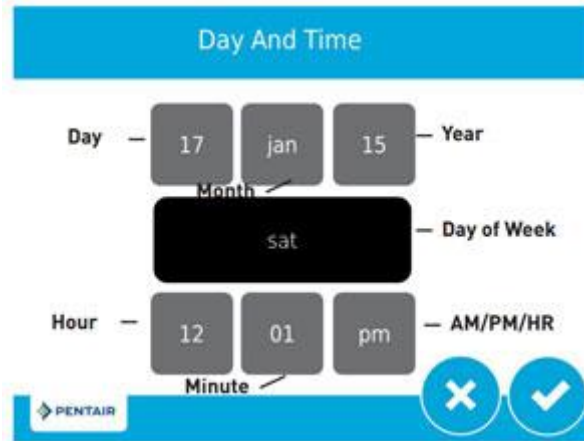 Day And Time
Day 17 jan 15 Year
Month
sat Day of Week
Hour 12 01 pm AM/PM/HR
Minute
PENTAIR